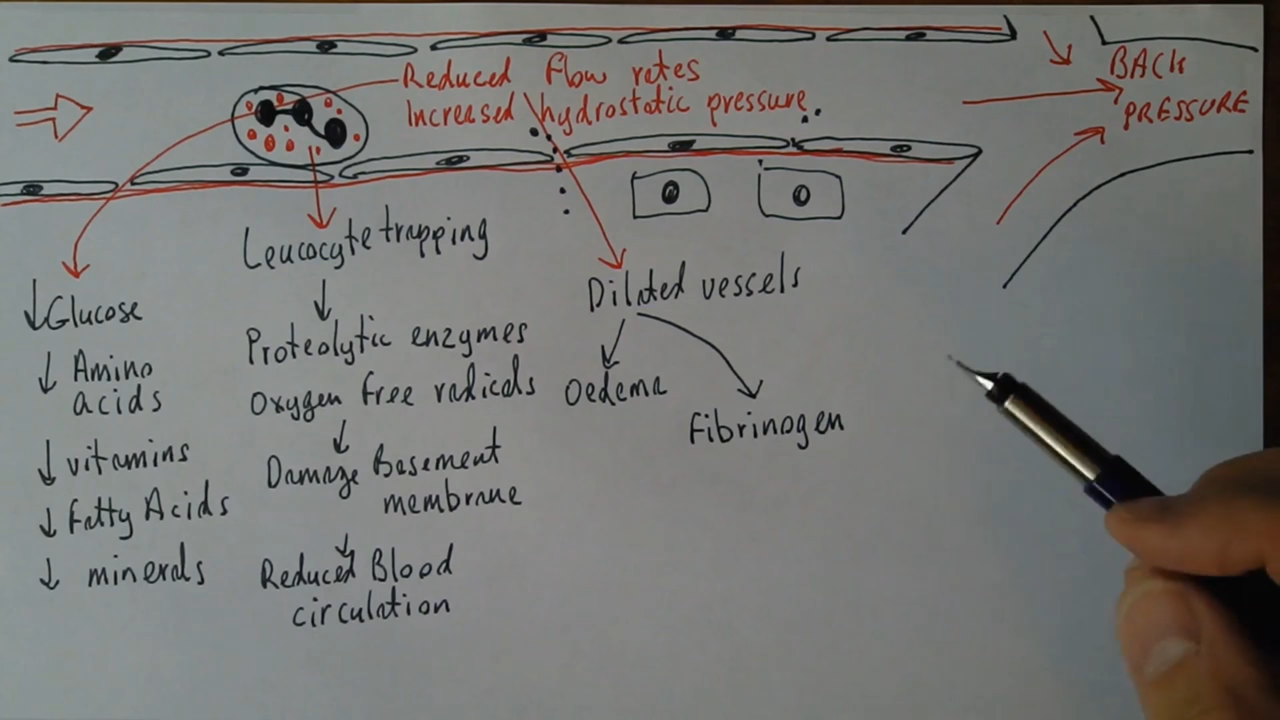 Reduced Flow rates
Increased hydrostatic pressure
BACK
PRESSURE
↓Glucose
↓ Amino
acids
↓ vitamins
↓ Fatty Acids
↓ minerals
Leucocyte trapping
↓
Proteolytic enzymes
Oxygen free radicals
↓
Damage Basement
membrane
↓
Reduced Blood
circulation
Dilated vessels
Oedema
Fibrinogen